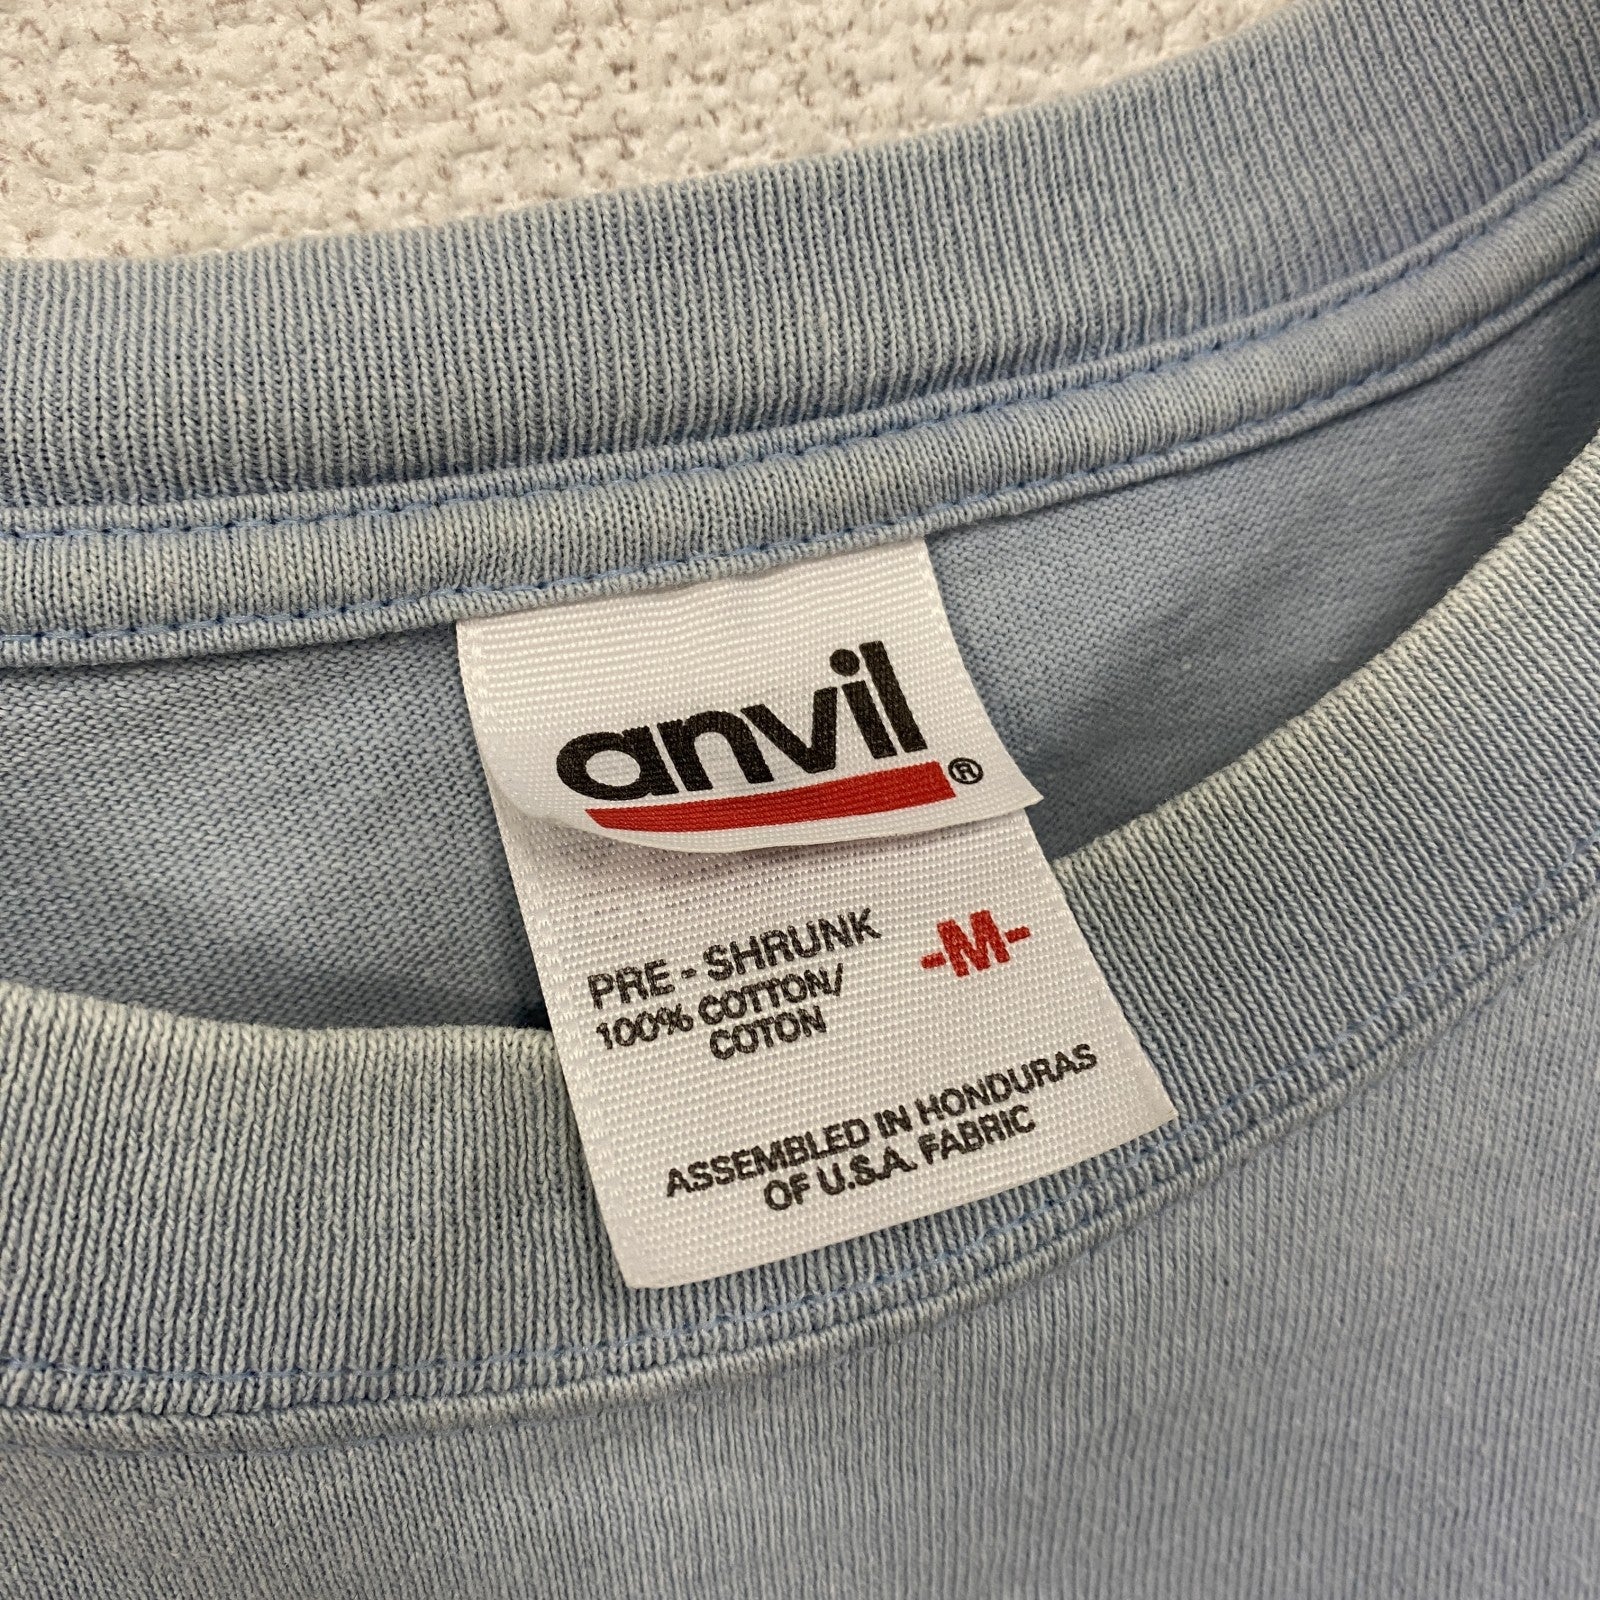 anvil®
PRE-SHRUNK -M-
100% COTTON/
COTON
ASSEMBLED IN HONDURAS
OF U.S.A. FABRIC